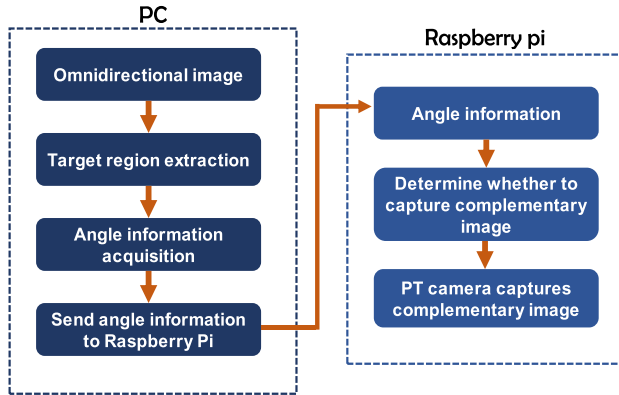 PC
Omnidirectional image
Target region extraction
Angle information
acquisition
Send angle information
to Raspberry Pi
Raspberry pi
Angle information
Determine whether to
capture complementary
image
PT camera captures
complementary image